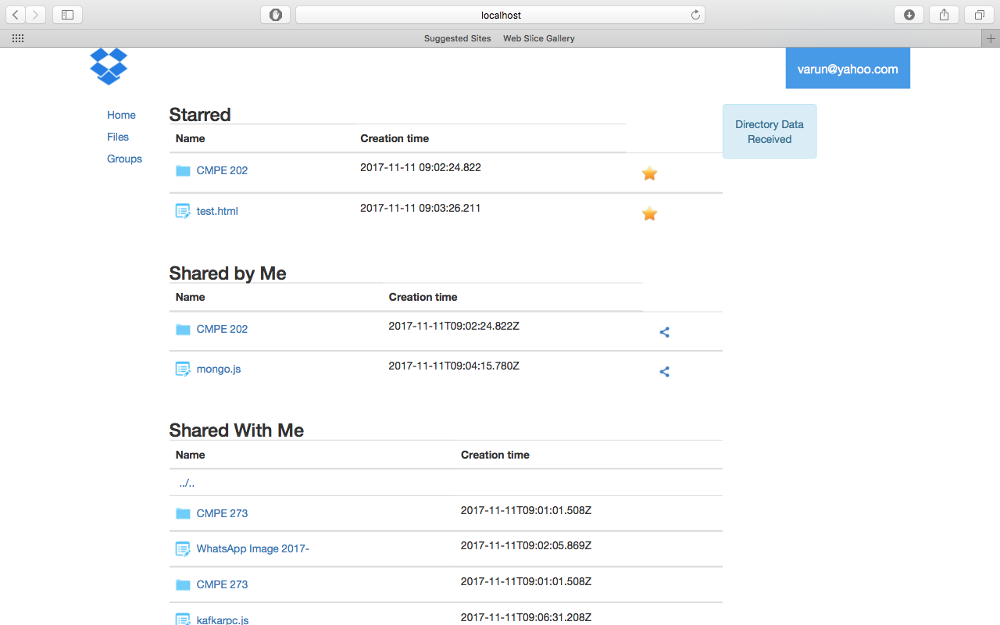 localhost
Suggested Sites Web Slice Gallery
varun@yahoo.com
Home
Files
Groups
Starred
Name Creation time
CMPE 202 2017-11-11 09:02:24.822
test.html 2017-11-11 09:03:26.211
Directory Data
Received
Shared by Me
Name Creation time
CMPE 202 2017-11-11T09:02:24.822Z
mongo.js 2017-11-11T09:04:15.780Z
Shared With Me
Name Creation time
../..
CMPE 273 2017-11-11T09:01:01.508Z
WhatsApp Image 2017- 2017-11-11T09:02:05.869Z
CMPE 273 2017-11-11T09:01:01.508Z
kafkarpc.js 2017-11-11T09:06:31.208Z